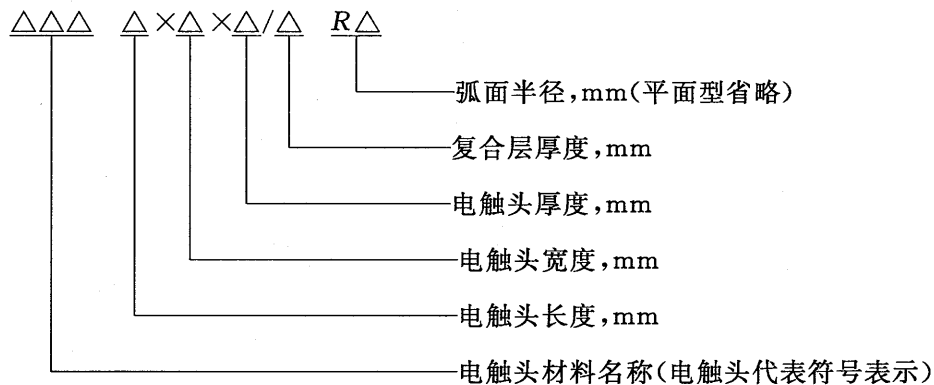 △△△ △×△×△/△ R△
弧面半径,mm(平面型省略)
复合层厚度,mm
电触头厚度,mm
电触头宽度,mm
电触头长度,mm
电触头材料名称(电触头代表符号表示)